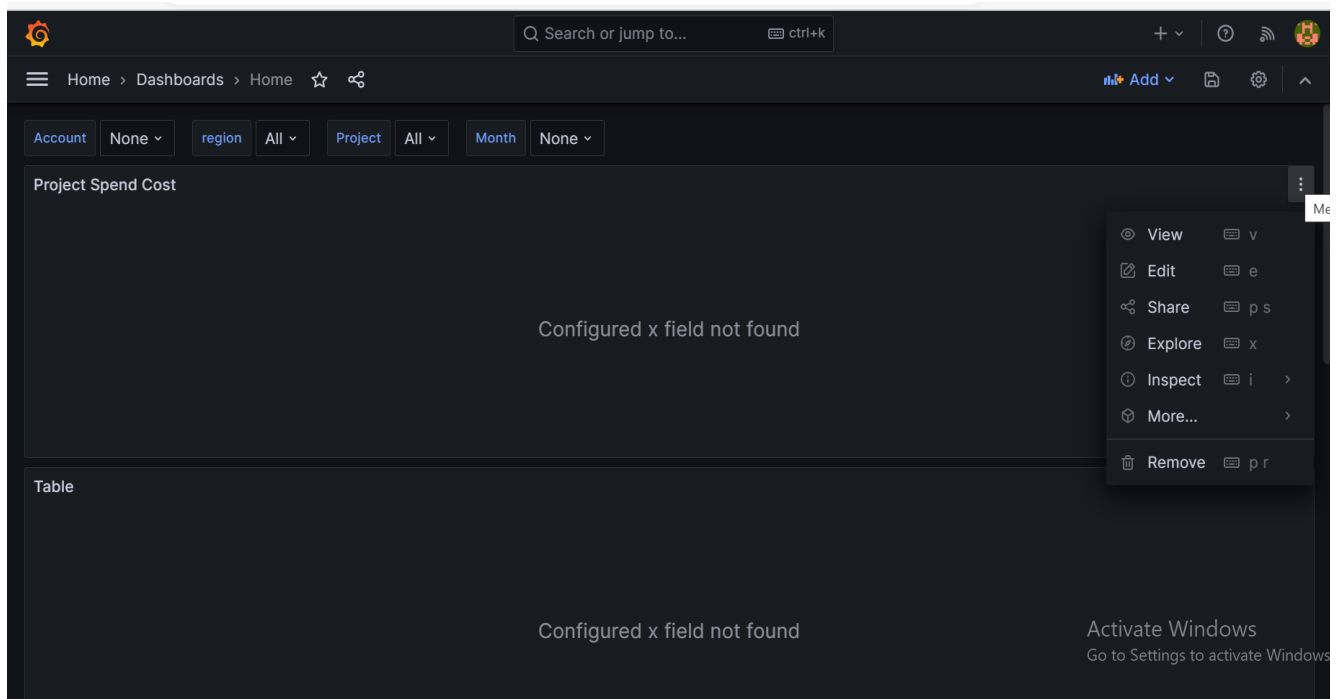 Search or jump to... ctrl+k
Home > Dashboards > Home
Add
Account None region All Project All Month None
Project Spend Cost
Me
View v
Edit e
Share p s
Explore x
Inspect i
More...
Remove p r
Configured x field not found
Table
Configured x field not found
Activate Windows
Go to Settings to activate Windows